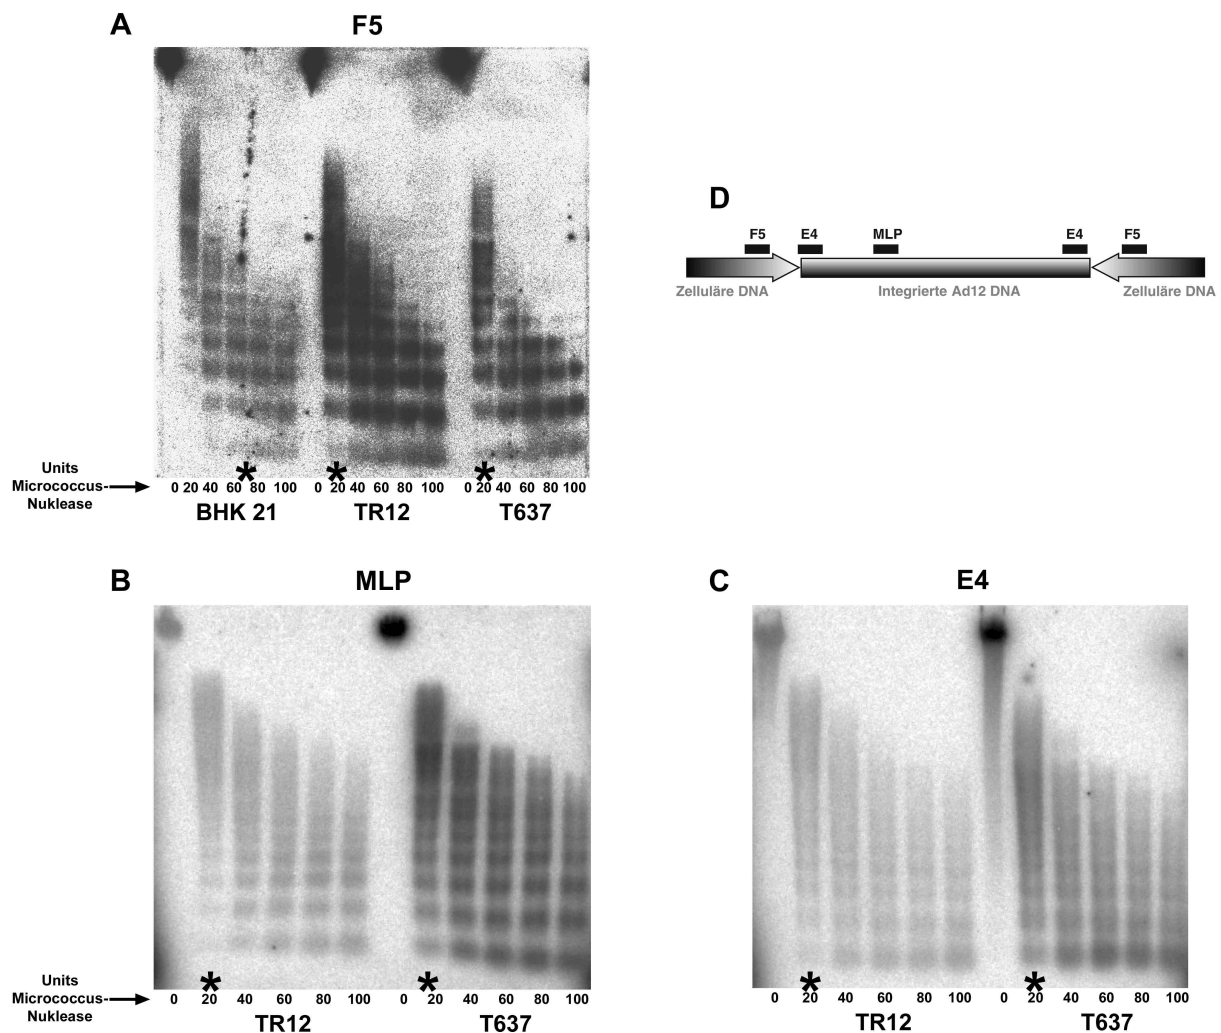 A
F5
Units
Micrococcus-
Nuklease
0 20 40 60 80 100 0 20 40 60 80 100 0 20 40 60 80 100
* * *
BHK 21 TR12 T637
D
F5 E4 MLP E4 F5
Zelluläre DNA Integrierte Ad12 DNA Zelluläre DNA
B
MLP
Units
Micrococcus-
Nuklease
* *
0 20 40 60 80 100 0 20 40 60 80 100
TR12 T637
C
E4
* *
0 20 40 60 80 100 0 20 40 60 80 100
TR12 T637